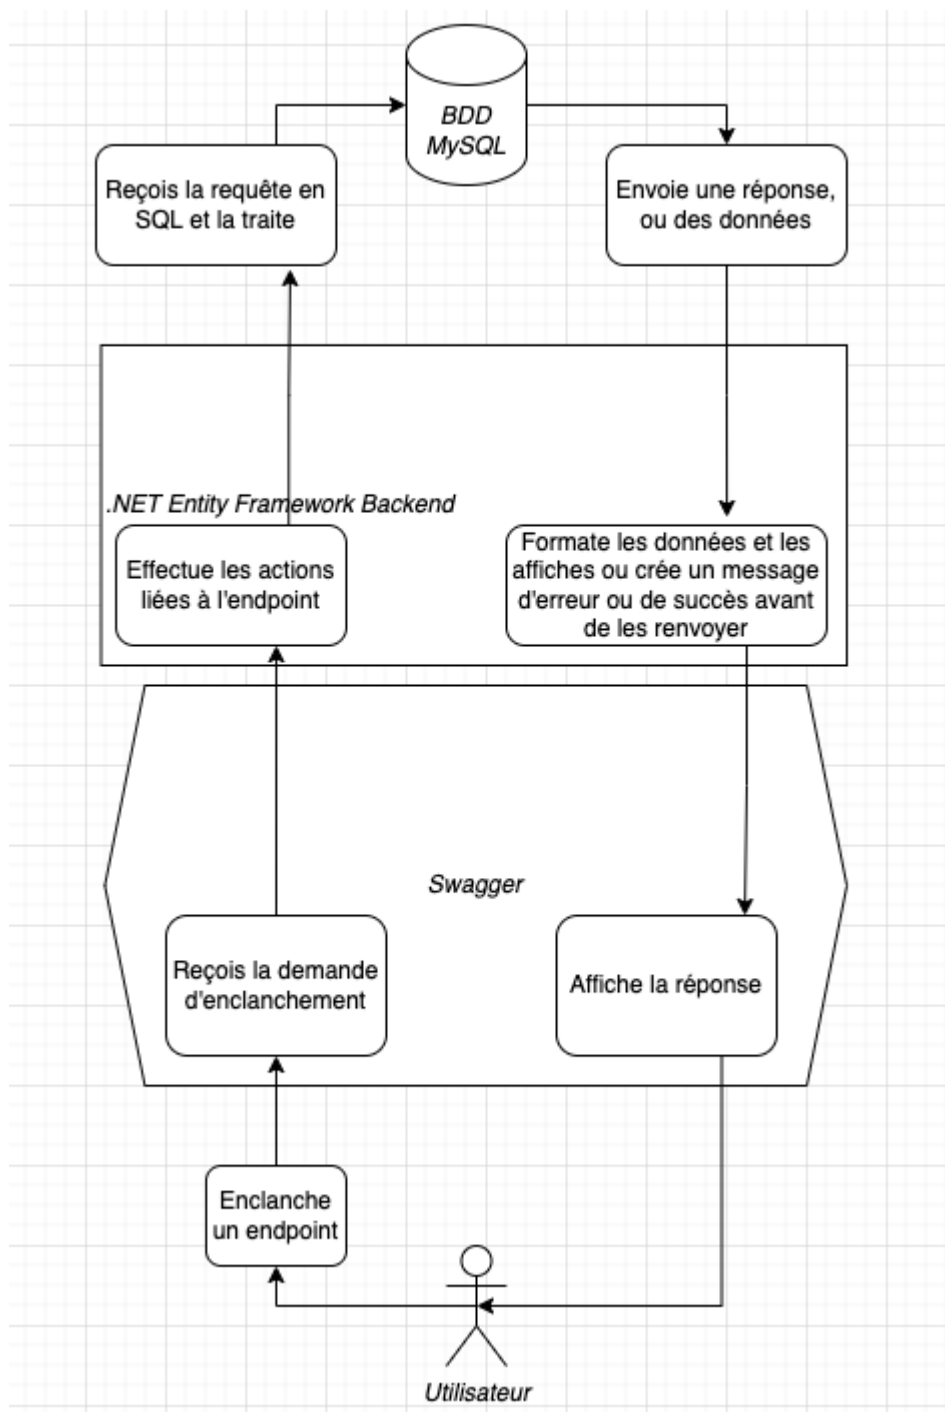 BDD
MySQL
Reçois la requête en
SQL et la traite
Envoie une réponse,
ou des données
.NET Entity Framework Backend
Effectue les actions
liées à l'endpoint
Formate les données et les
affiches ou crée un message
d'erreur ou de succès avant
de les renvoyer
Swagger
Reçois la demande
d'enclanchement
Affiche la réponse
Enclanche
un endpoint
Utilisateur